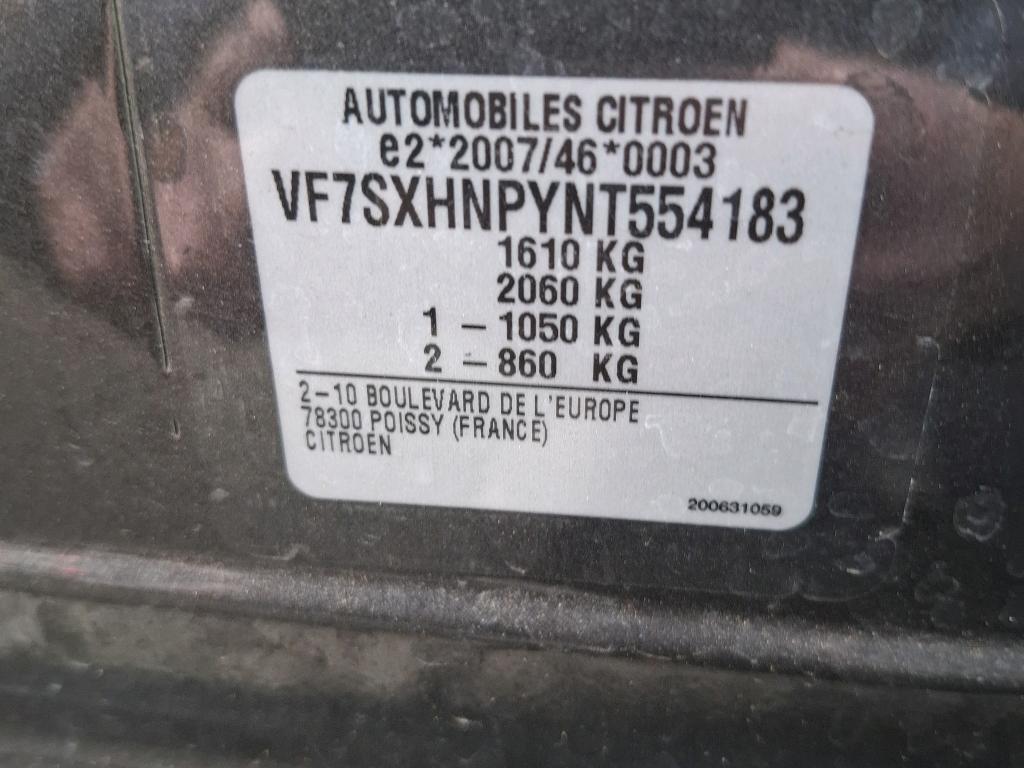 AUTOMOBILES CITROEN
e2*2007/46*0003
VF7SXHNPYNT554183
1610 KG
2060 KG
1 - 1050 KG
2 - 860 KG
2-10 BOULEVARD DE L'EUROPE
78300 POISSY (FRANCE)
CITROEN
200631059